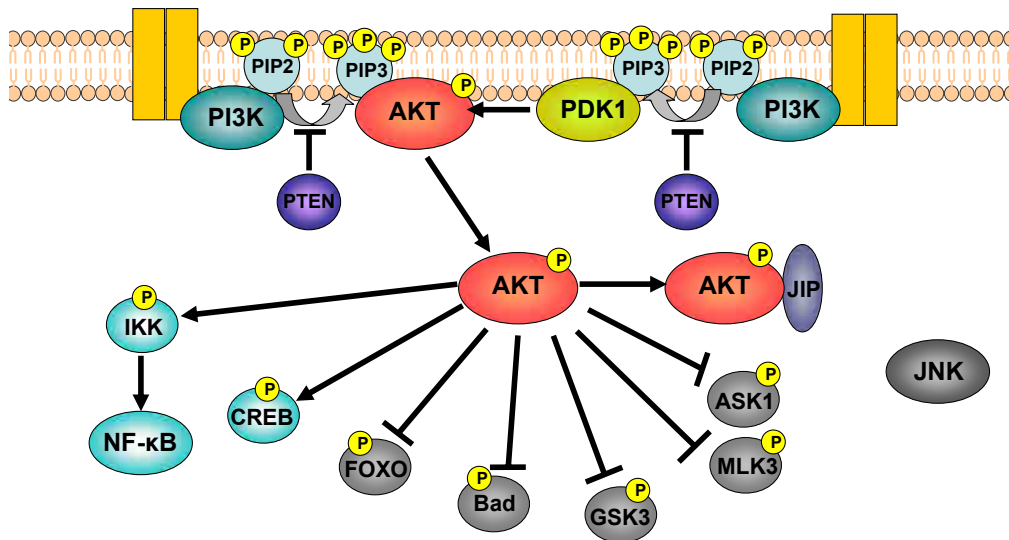 P P P P P P P P P P
PIP2 PIP3 PIP3 PIP2
P
PI3K AKT PDK1 PI3K
PTEN PTEN
P P
AKT AKT JIP
P
IKK
JNK
P P
CREB ASK1
NF-κB
P P
FOXO MLK3
P P
Bad GSK3